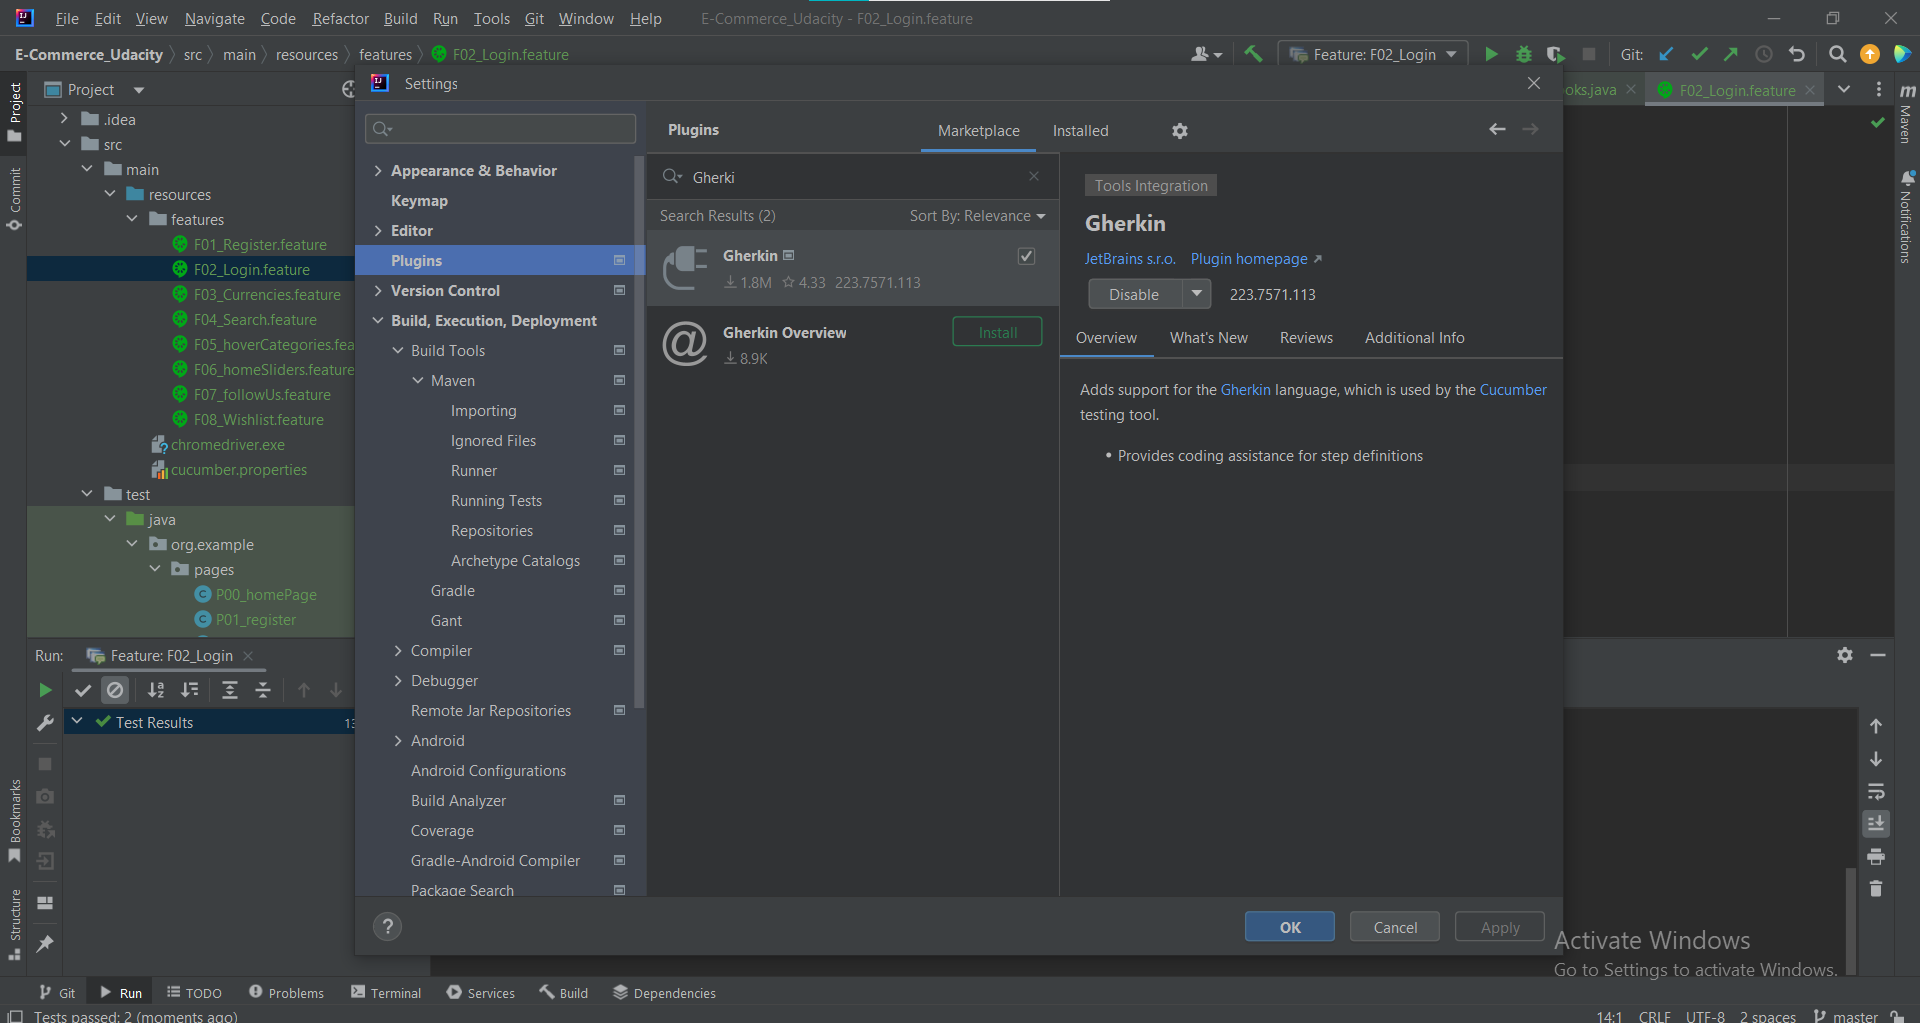 File Edit View Navigate Code Refactor Build Run Tools Git Window Help E-Commerce_Udacity - F02_Login.feature
E-Commerce_Udacity src main resources features F02_Login.feature Feature: F02_Login Git:
Project
Settings
oks.java F02_Login.feature
.idea
src
main
resources
features
F01_Register.feature
F02_Login.feature
F03_Currencies.feature
F04_Search.feature
F05_hoverCategories.fea
F06_homeSliders.feature
F07_followUs.feature
F08_Wishlist.feature
chromedriver.exe
cucumber.properties
test
java
org.example
pages
P00_homePage
P01_register
Project
Commit
Bookmarks
Structure
Appearance & Behavior
Keymap
Editor
Plugins
Version Control
Build, Execution, Deployment
Build Tools
Maven
Importing
Ignored Files
Runner
Running Tests
Repositories
Archetype Catalogs
Gradle
Gant
Compiler
Debugger
Remote Jar Repositories
Android
Android Configurations
Build Analyzer
Coverage
Gradle-Android Compiler
Package Search
Plugins Marketplace Installed
Gherki
Search Results (2) Sort By: Relevance
Gherkin
1.8M 4.33 223.7571.113
Gherkin Overview Install
8.9K
Tools Integration
Gherkin
JetBrains s.r.o. Plugin homepage
Disable 223.7571.113
Overview What's New Reviews Additional Info
Adds support for the Gherkin language, which is used by the Cucumber
testing tool.
• Provides coding assistance for step definitions
OK Cancel Apply
m Maven
Notifications
Run: Feature: F02_Login
Test Results 13
Activate Windows
Go to Settings to activate Windows.
Git Run TODO Problems Terminal Services Build Dependencies
Tests passed: 2 (moments ago) 14:1 CRLF UTF-8 2 spaces master